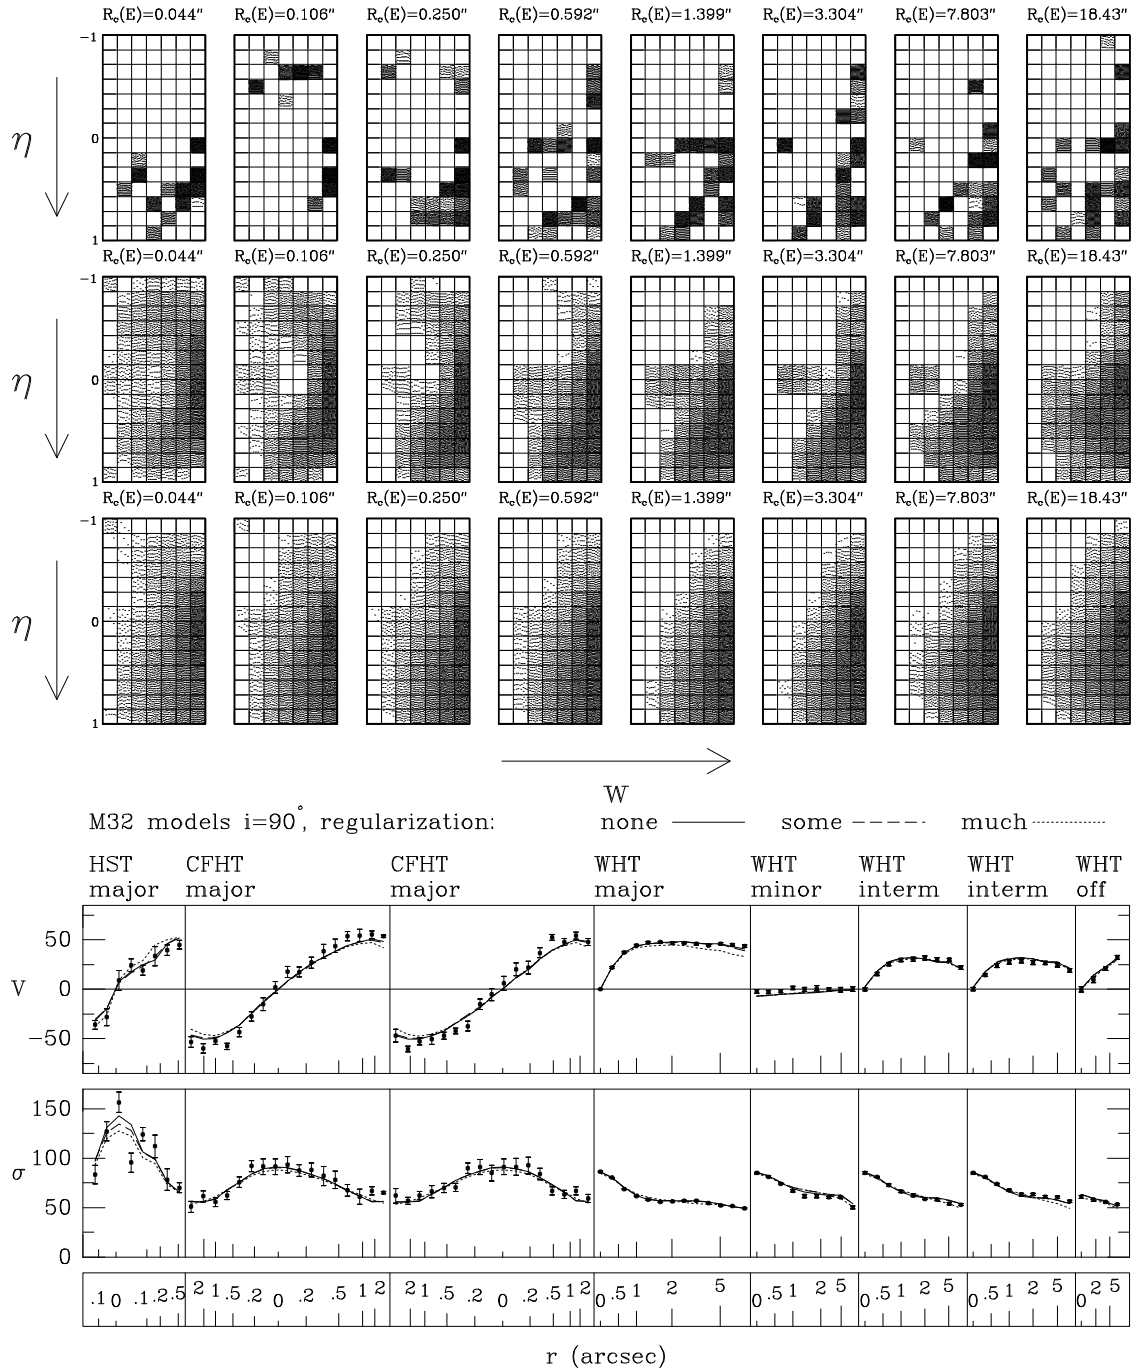 R_c(E)=0.044″ R_c(E)=0.106″ R_c(E)=0.250″ R_c(E)=0.592″ R_c(E)=1.399″ R_c(E)=3.304″ R_c(E)=7.803″ R_c(E)=18.43″
−1
η
0
1
R_c(E)=0.044″ R_c(E)=0.106″ R_c(E)=0.250″ R_c(E)=0.592″ R_c(E)=1.399″ R_c(E)=3.304″ R_c(E)=7.803″ R_c(E)=18.43″
−1
η
0
1
R_c(E)=0.044″ R_c(E)=0.106″ R_c(E)=0.250″ R_c(E)=0.592″ R_c(E)=1.399″ R_c(E)=3.304″ R_c(E)=7.803″ R_c(E)=18.43″
−1
η
0
1
w
M32 models i=90°, regularization: none some much
HST CFHT CFHT WHT WHT WHT WHT WHT
major major major major minor interm interm off
50
V 0
−50
150
100
σ
50
0
.1 0 .1 .2 .5 2 1 .5 .2 0 .2 .5 1 2 2 1 .5 .2 0 .2 .5 1 2 0 .5 1 2 5 0 .5 1 2 5 0 .5 1 2 5 0 .5 1 2 5 0 2 5
r (arcsec)